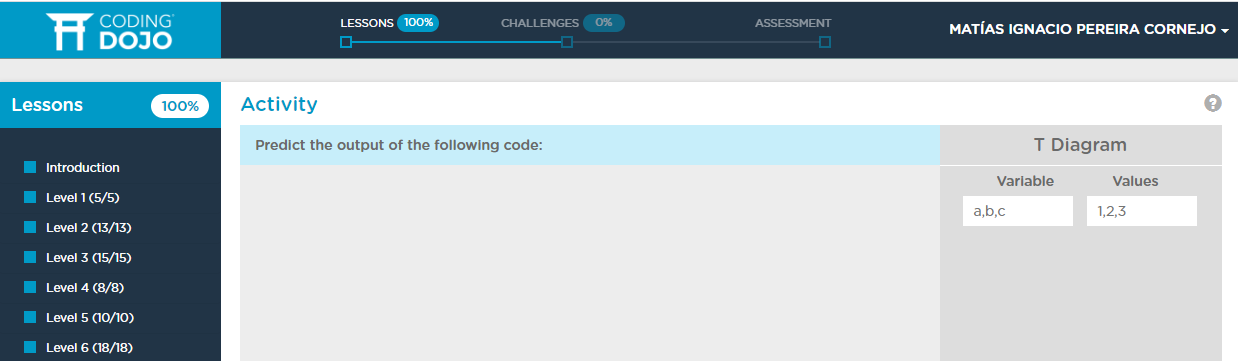 CODING
DOJO
LESSONS 100% CHALLENGES 0% ASSESSMENT
MATÍAS IGNACIO PEREIRA CORNEJO
Lessons 100%
Introduction
Level 1 (5/5)
Level 2 (13/13)
Level 3 (15/15)
Level 4 (8/8)
Level 5 (10/10)
Level 6 (18/18)
Activity
?
Predict the output of the following code:
T Diagram
Variable Values
a,b,c 1,2,3